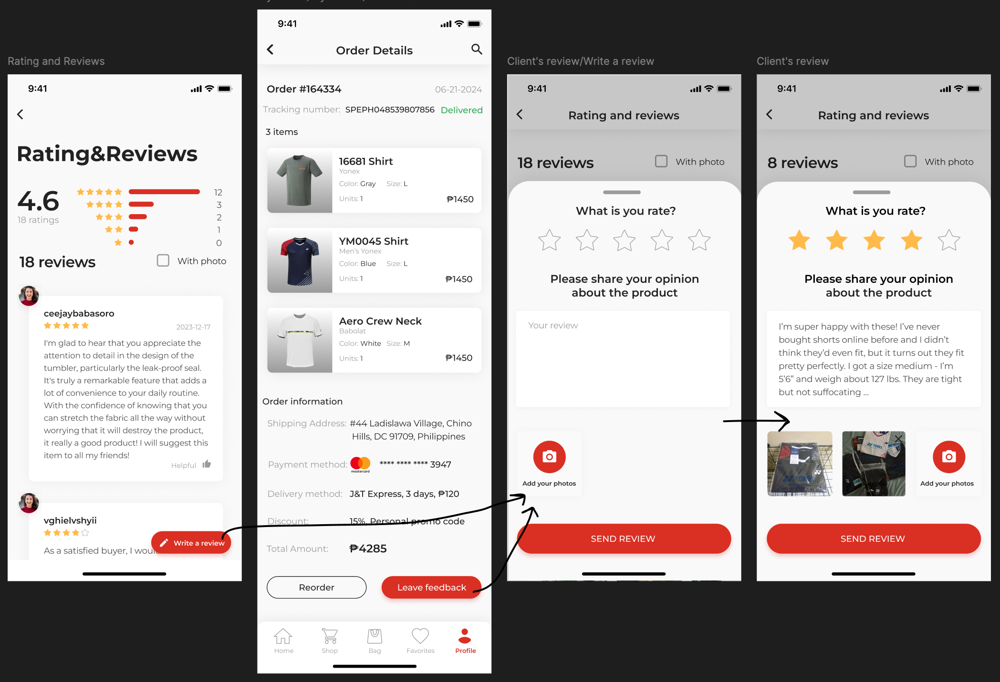 Rating and Reviews
9:41
Rating&Reviews
4.6
18 ratings
12
3
2
1
0
18 reviews
With photo
ceejaybabasoro
2023-12-17
I'm glad to hear that you appreciate the
attention to detail in the design of the
tumbler, particularly the leak-proof seal.
It's truly a remarkable feature that adds a
lot of convenience to your daily routine.
With the confidence of knowing that you
can stretch the fabric all the way without
worrying that it will destroy the product,
it really a good product! I will suggest this
item to all my friends!
Helpful
vghielvshyii
As a satisfied buyer, I woul
Write a review
9:41
Order Details
Order #164334
06-21-2024
Tracking number: SPEPH048539807856 Delivered
3 items
16681 Shirt
Yonex
Color: Gray Size: L
Units: 1
₱1450
YM0045 Shirt
Men's Yonex
Color: Blue Size: L
Units: 1
₱1450
Aero Crew Neck
Babolat
Color: White Size: M
Units: 1
₱1450
Order information
Shipping Address: #44 Ladislawa Village, Chino
Hills, DC 91709, Philippines
Payment method: mastercard **** **** **** 3947
Delivery method: J&T Express, 3 days, ₱120
Discount: 15%, Personal promo code
Total Amount: ₱4285
Reorder
Leave feedback
Home
Shop
Bag
Favorites
Profile
Client's review/Write a review
9:41
Rating and reviews
18 reviews
With photo
What is you rate?
Please share your opinion
about the product
Your review
Add your photos
SEND REVIEW
Client's review
9:41
Rating and reviews
8 reviews
With photo
What is you rate?
Please share your opinion
about the product
I'm super happy with these! I've never
bought shorts online before and I didn't
think they'd even fit, but it turns out they fit
pretty perfectly. I got a size medium - I'm
5'6" and weigh about 127 lbs. They are tight
but not suffocating ...
YONEX
YONEX
Add your photos
SEND REVIEW